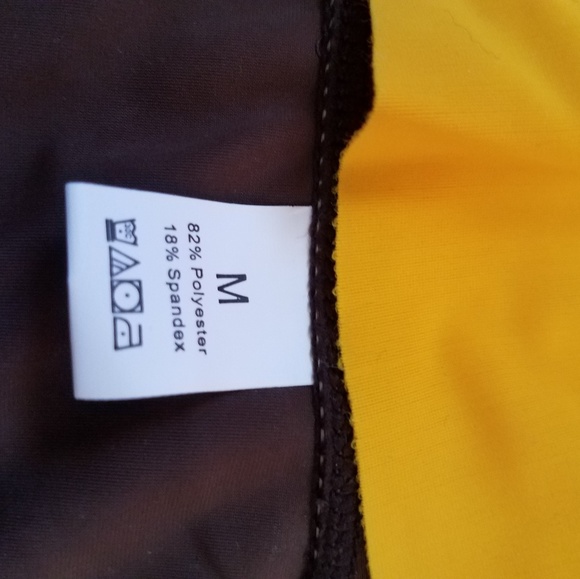 M
82% Polyester
18% Spandex